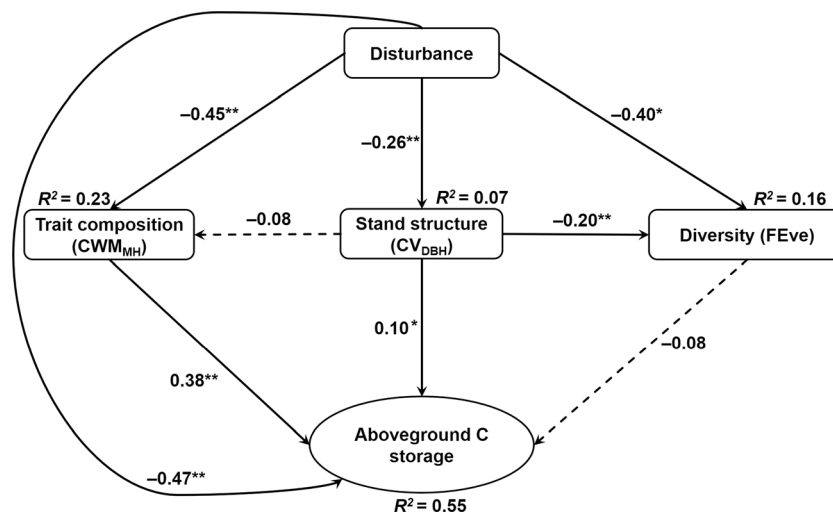 Disturbance
–0.45**
–0.26**
–0.40*
R² = 0.23
R² = 0.07
R² = 0.16
Trait composition
(CWM_MH)
–0.08
Stand structure
(CV_DBH)
–0.20**
Diversity (FEve)
0.38**
0.10*
–0.08
Aboveground C
storage
–0.47**
R² = 0.55